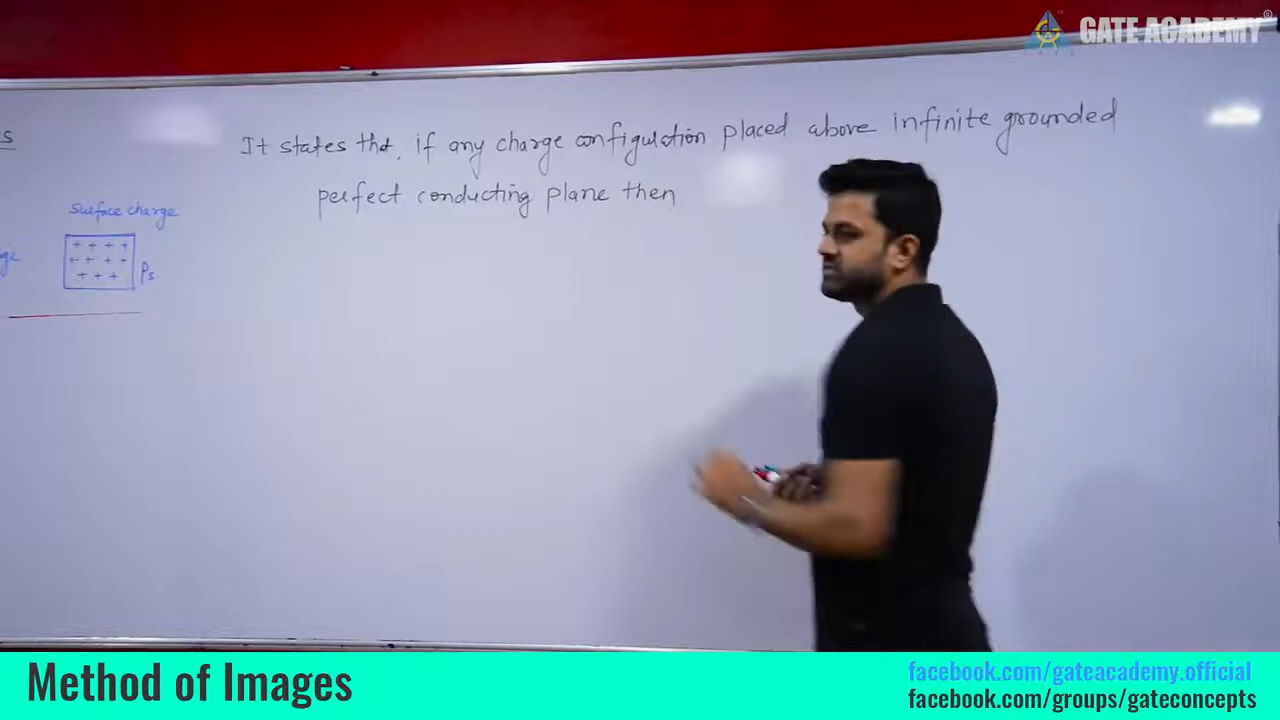 GATE ACADEMY
It states that, if any charge configuration placed above infinite grounded
perfect conducting plane then
Surface charge
+ + + +
+ + + +
+ + +
ρs
Method of Images
facebook.com/gateacademy.official
facebook.com/groups/gateconcepts